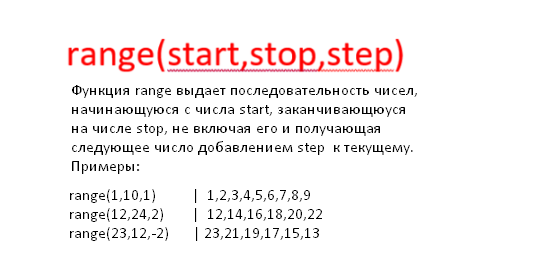 range(start,stop,step)
Функция range выдает последовательность чисел,
начинающуюся с числа start, заканчивающюуся
на числе stop, не включая его и получающая
следующее число добавлением step к текущему.
Примеры:
range(1,10,1) | 1,2,3,4,5,6,7,8,9
range(12,24,2) | 12,14,16,18,20,22
range(23,12,-2) | 23,21,19,17,15,13